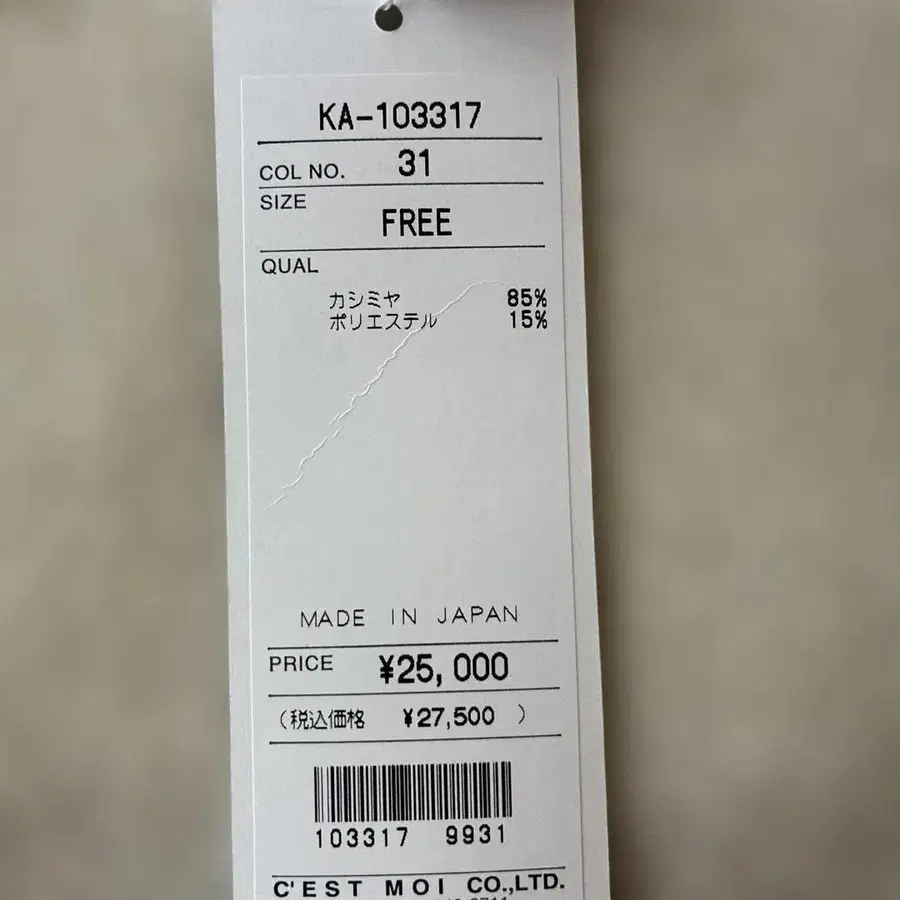 KA-103317
COL NO. 31
SIZE
FREE
QUAL
カシミヤ 85%
ポリエステル 15%
MADE IN JAPAN
PRICE ¥25,000
(税込価格 ¥27,500 )
103317 9931
C'EST MOI CO.,LTD.